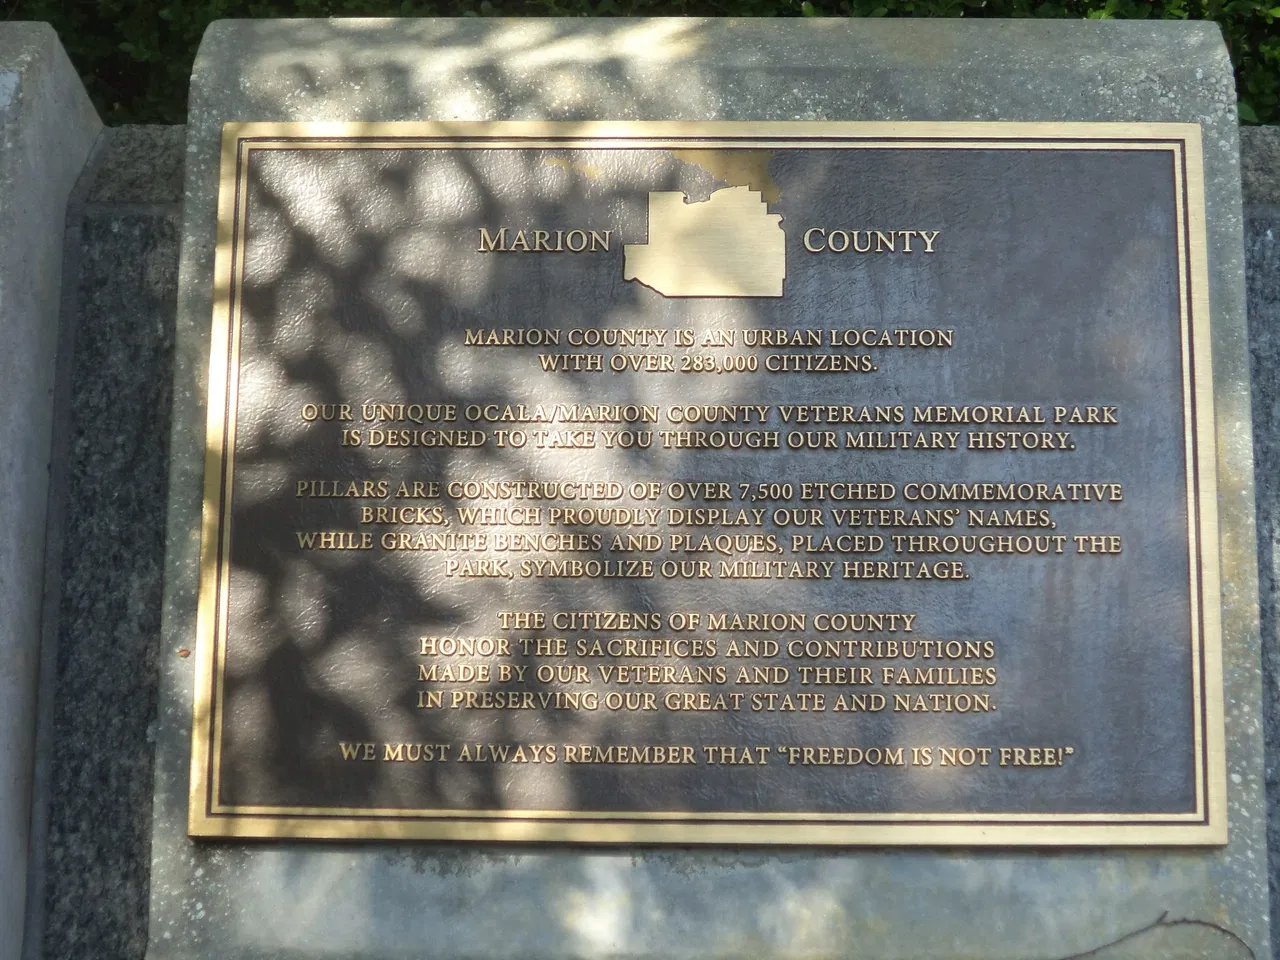 MARION COUNTY
MARION COUNTY IS AN URBAN LOCATION
WITH OVER 283,000 CITIZENS.
OUR UNIQUE OCALA/MARION COUNTY VETERANS MEMORIAL PARK
IS DESIGNED TO TAKE YOU THROUGH OUR MILITARY HISTORY.
PILLARS ARE CONSTRUCTED OF OVER 7,500 ETCHED COMMEMORATIVE
BRICKS, WHICH PROUDLY DISPLAY OUR VETERANS' NAMES,
WHILE GRANITE BENCHES AND PLAQUES, PLACED THROUGHOUT THE
PARK, SYMBOLIZE OUR MILITARY HERITAGE.
THE CITIZENS OF MARION COUNTY
HONOR THE SACRIFICES AND CONTRIBUTIONS
MADE BY OUR VETERANS AND THEIR FAMILIES
IN PRESERVING OUR GREAT STATE AND NATION.
WE MUST ALWAYS REMEMBER THAT “FREEDOM IS NOT FREE!”